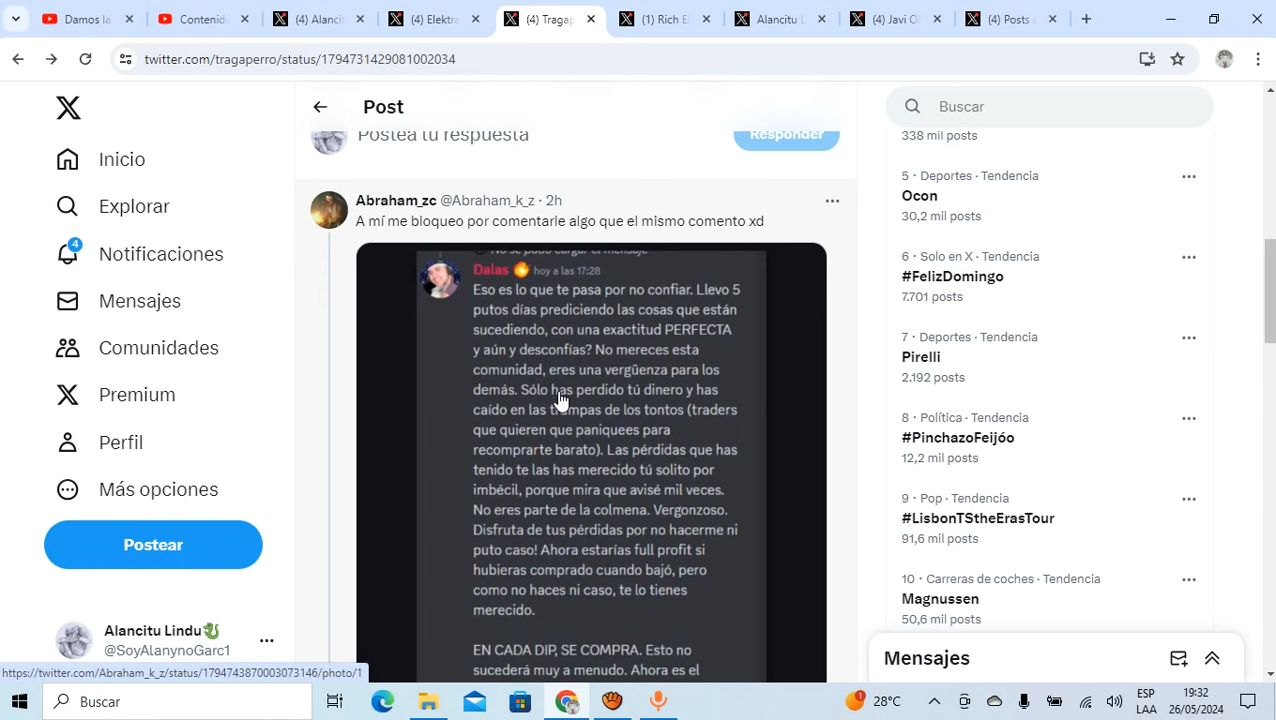 Damos la
Contenido
(4) Alanci
(4) Elektra
(4) Tragap
(1) Rich El
Alancitu L
(4) Javi O
(4) Posts
twitter.com/tragaperro/status/1794731429081002034
Inicio
Explorar
4
Notificaciones
Mensajes
Comunidades
Premium
Perfil
Más opciones
Postear
Alancitu Lindu
@SoyAlanynoGarc1
Post
Postea tu respuesta
Responder
Abraham_zc @Abraham_k_z · 2h
A mí me bloqueo por comentarle algo que el mismo comento xd
No se pudo cargar el mensaje
Dalas hoy a las 17:28
Eso es lo que te pasa por no confiar. Llevo 5
putos días prediciendo las cosas que están
sucediendo, con una exactitud PERFECTA
y aún y desconfías? No mereces esta
comunidad, eres una vergüenza para los
demás. Sólo has perdido tú dinero y has
caído en las trampas de los tontos (traders
que quieren que paniquees para
recomprarte barato). Las pérdidas que has
tenido te las has merecido tú solito por
imbécil, porque mira que avisé mil veces.
No eres parte de la colmena. Vergonzoso.
Disfruta de tus pérdidas por no hacerme ni
puto caso! Ahora estarías full profit si
hubieras comprado cuando bajó, pero
como no haces ni caso, te lo tienes
merecido.
EN CADA DIP, SE COMPRA. Esto no
sucederá muy a menudo. Ahora es el
Buscar
338 mil posts
5 · Deportes · Tendencia
Ocon
30,2 mil posts
6 · Solo en X · Tendencia
#FelizDomingo
7.701 posts
7 · Deportes · Tendencia
Pirelli
2.192 posts
8 · Política · Tendencia
#PinchazoFeijóo
12,2 mil posts
9 · Pop · Tendencia
#LisbonTStheErasTour
91,6 mil posts
10 · Carreras de coches · Tendencia
Magnussen
50,6 mil posts
Mensajes
https://twitter.com/Abraham_k_z/status/1794743870003073146/photo/1
Buscar
1
28°C
ESP
LAA
19:32
26/05/2024